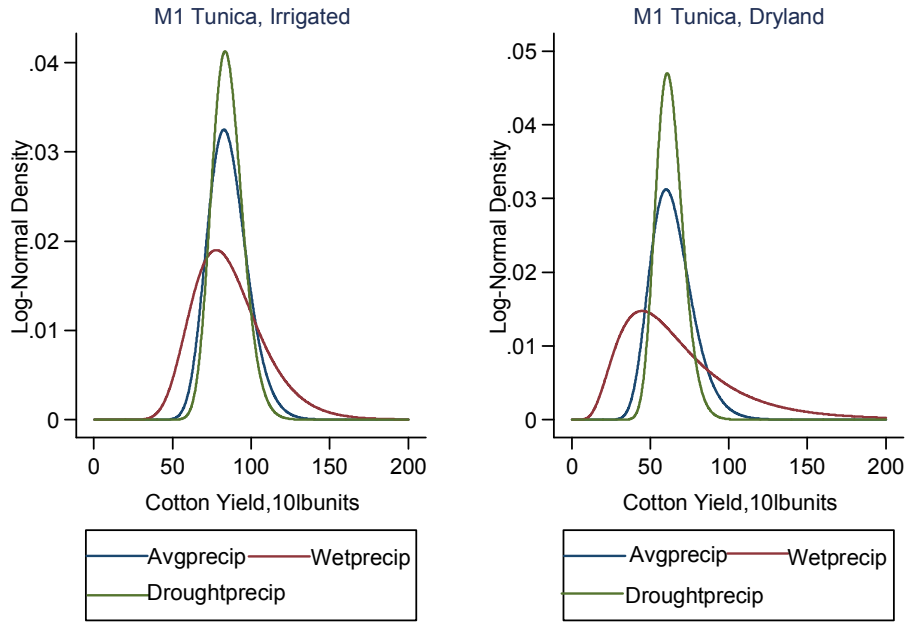 M1 Tunica, Irrigated
Log-Normal Density
.04
.03
.02
.01
0
0 50 100 150 200
Cotton Yield,10lbunits
Avgprecip Wetprecip
Droughtprecip
M1 Tunica, Dryland
Log-Normal Density
.05
.04
.03
.02
.01
0
0 50 100 150 200
Cotton Yield,10lbunits
Avgprecip Wetprecip
Droughtprecip